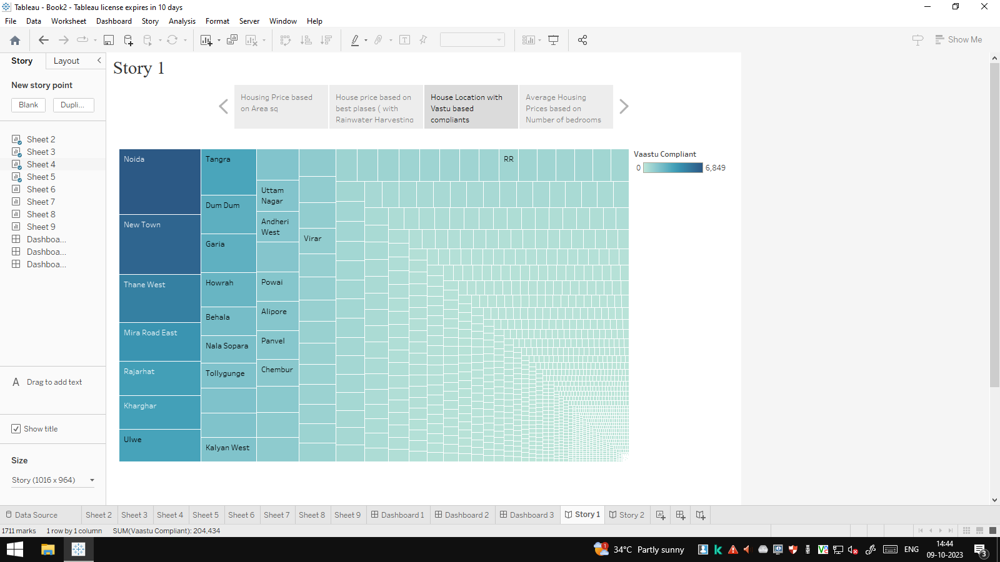 Tableau - Book2 - Tableau license expires in 10 days
File Data Worksheet Dashboard Story Analysis Format Server Window Help
Show Me
Story Layout
New story point
Blank Dupli...
Sheet 2
Sheet 3
Sheet 4
Sheet 5
Sheet 6
Sheet 7
Sheet 8
Sheet 9
Dashboa...
Dashboa...
Dashboa...
A Drag to add text
Show title
Size
Story (1016 x 964)
Story 1
Housing Price based
on Area sq
House price based on
best plases ( with
Rainwater Harvesting
House Location with
Vastu based
compliants
Average Housing
Prices based on
Number of bedrooms
Noida
New Town
Thane West
Mira Road East
Rajarhat
Kharghar
Ulwe
Tangra
Dum Dum
Garia
Howrah
Behala
Nala Sopara
Tollygunge
Kalyan West
Uttam
Nagar
Andheri
West
Powai
Alipore
Panvel
Chembur
Virar
RR
Vaastu Compliant
0 6,849
Data Source Sheet 2 Sheet 3 Sheet 4 Sheet 5 Sheet 6 Sheet 7 Sheet 8 Sheet 9 Dashboard 1 Dashboard 2 Dashboard 3 Story 1 Story 2
1711 marks 1 row by 1 column SUM(Vaastu Compliant): 204,434
1 34°C Partly sunny ENG 14:44
09-10-2023
3